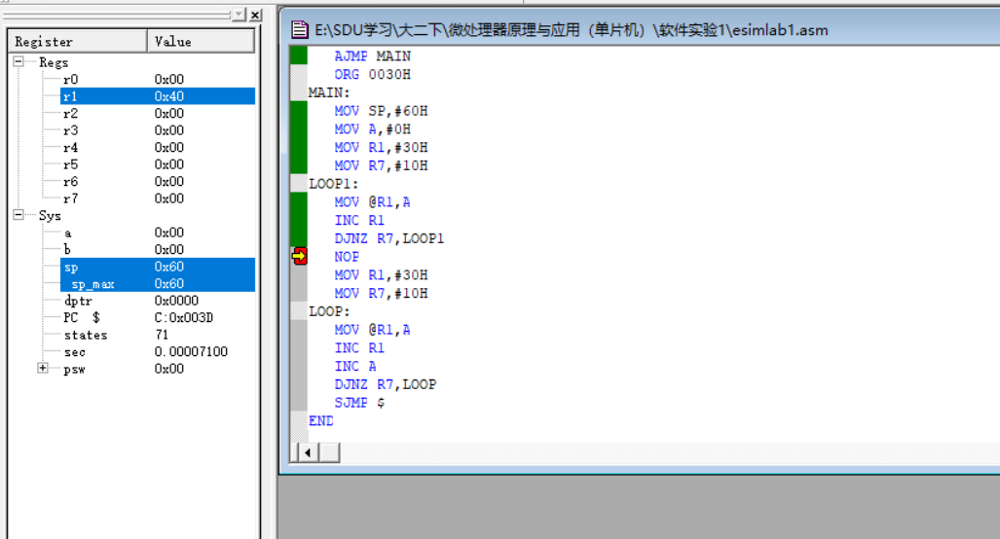 Register Value
Regs
r0 0x00
r1 0x40
r2 0x00
r3 0x00
r4 0x00
r5 0x00
r6 0x00
r7 0x00
Sys
a 0x00
b 0x00
sp 0x60
sp_max 0x60
dptr 0x0000
PC $ C:0x003D
states 71
sec 0.00007100
psw 0x00
E:\SDU学习\大二下\微处理器原理与应用（单片机）\软件实验1\esimlab1.asm
AJMP MAIN
ORG 0030H
MAIN:
MOV SP,#60H
MOV A,#0H
MOV R1,#30H
MOV R7,#10H
LOOP1:
MOV @R1,A
INC R1
DJNZ R7,LOOP1
NOP
MOV R1,#30H
MOV R7,#10H
LOOP:
MOV @R1,A
INC R1
INC A
DJNZ R7,LOOP
SJMP $
END